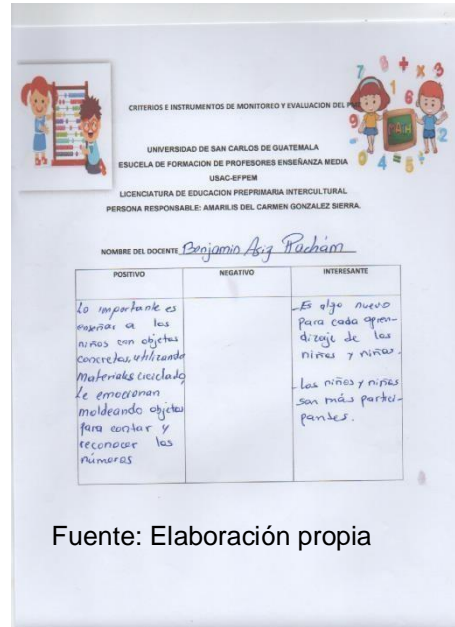 CRITERIOS E INSTRUMENTOS DE MONITOREO Y EVALUACION DEL
UNIVERSIDAD DE SAN CARLOS DE GUATEMALA
ESUCELA DE FORMACION DE PROFESORES ENSEÑANZA MEDIA
USAC-EFPEM
LICENCIATURA DE EDUCACION PREPRIMARIA INTERCULTURAL
PERSONA RESPONSABLE: AMARILIS DEL CARMEN GONZALEZ SIERRA.
NOMBRE DEL DOCENTE Benjamin
POSITIVO
NEGATIVO
INTERESANTE
Lo importante es
enseñar a los
niños con objetos
concretos, utilizando
Materiales
Le emocionan
moldeando objetos
para contar y
reconocer los
números
- Es algo nuevo
para cada apren-
dizaje de los
niños y niñas.
- Los niños y niñas
son más partici-
pantes.
Fuente: Elaboración propia